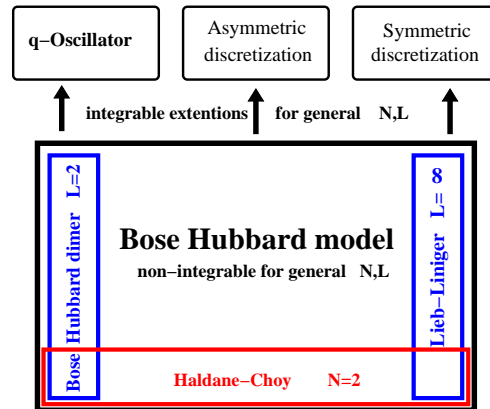 q-Oscillator
Asymmetric
discretization
Symmetric
discretization
integrable extentions for general N,L
Bose Hubbard dimer L=2
Bose Hubbard model
non-integrable for general N,L
Lieb-Liniger L= ∞
Haldane-Choy N=2